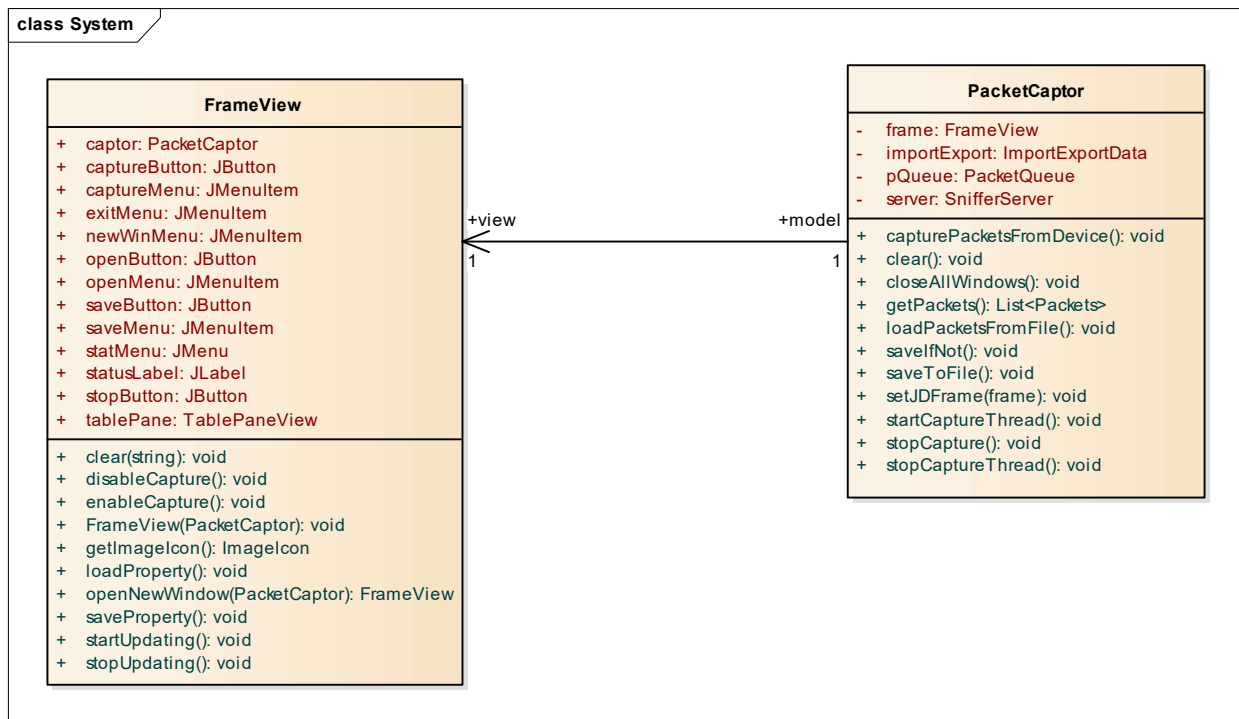 class System
FrameView
+ captor: PacketCaptor
+ captureButton: JButton
+ captureMenu: JMenuItem
+ exitMenu: JMenuItem
+ newWinMenu: JMenuItem
+ openButton: JButton
+ openMenu: JMenuItem
+ saveButton: JButton
+ saveMenu: JMenuItem
+ statMenu: JMenu
+ statusLabel: JLabel
+ stopButton: JButton
+ tablePane: TablePaneView
+ clear(string): void
+ disableCapture(): void
+ enableCapture(): void
+ FrameView(PacketCaptor): void
+ getImageIcon(): ImageIcon
+ loadProperty(): void
+ openNewWindow(PacketCaptor): FrameView
+ saveProperty(): void
+ startUpdating(): void
+ stopUpdating(): void
+view
1
+model
1
PacketCaptor
- frame: FrameView
- importExport: ImportExportData
- pQueue: PacketQueue
- server: SnifferServer
+ capturePacketsFromDevice(): void
+ clear(): void
+ closeAllWindows(): void
+ getPackets(): List<Packets>
+ loadPacketsFromFile(): void
+ saveIfNot(): void
+ saveToFile(): void
+ setJDFrame(frame): void
+ startCaptureThread(): void
+ stopCapture(): void
+ stopCaptureThread(): void